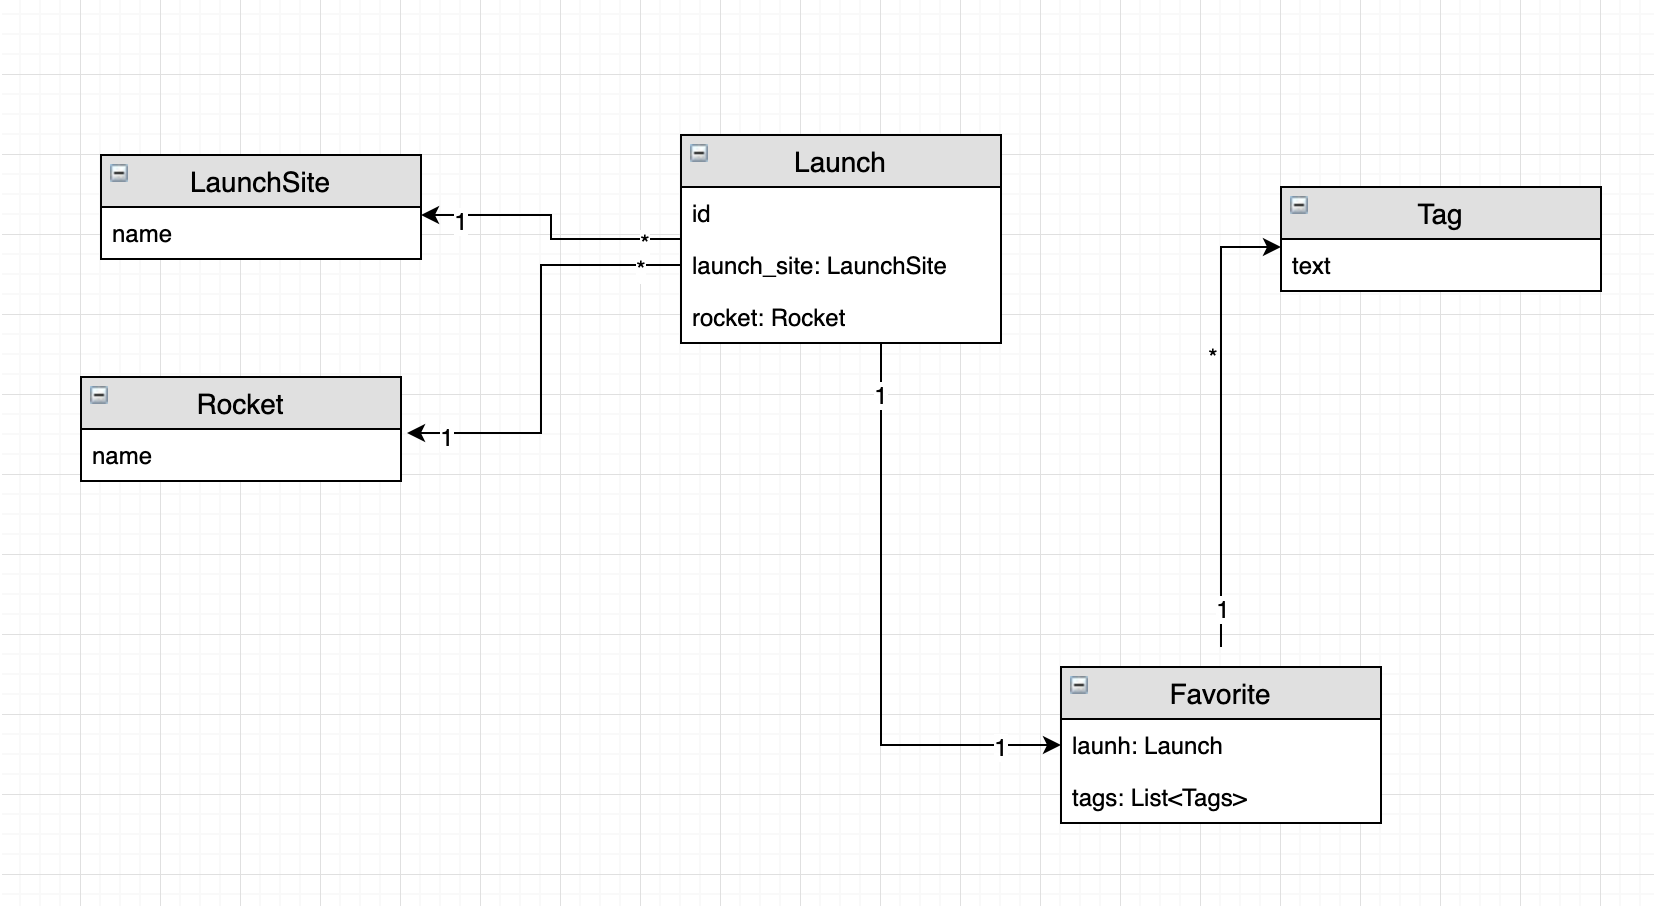 Launch
id
launch_site: LaunchSite
rocket: Rocket
LaunchSite
name
1
*
*
Rocket
name
1
Tag
text
*
1
1
1
Favorite
launh: Launch
tags: List<Tags>